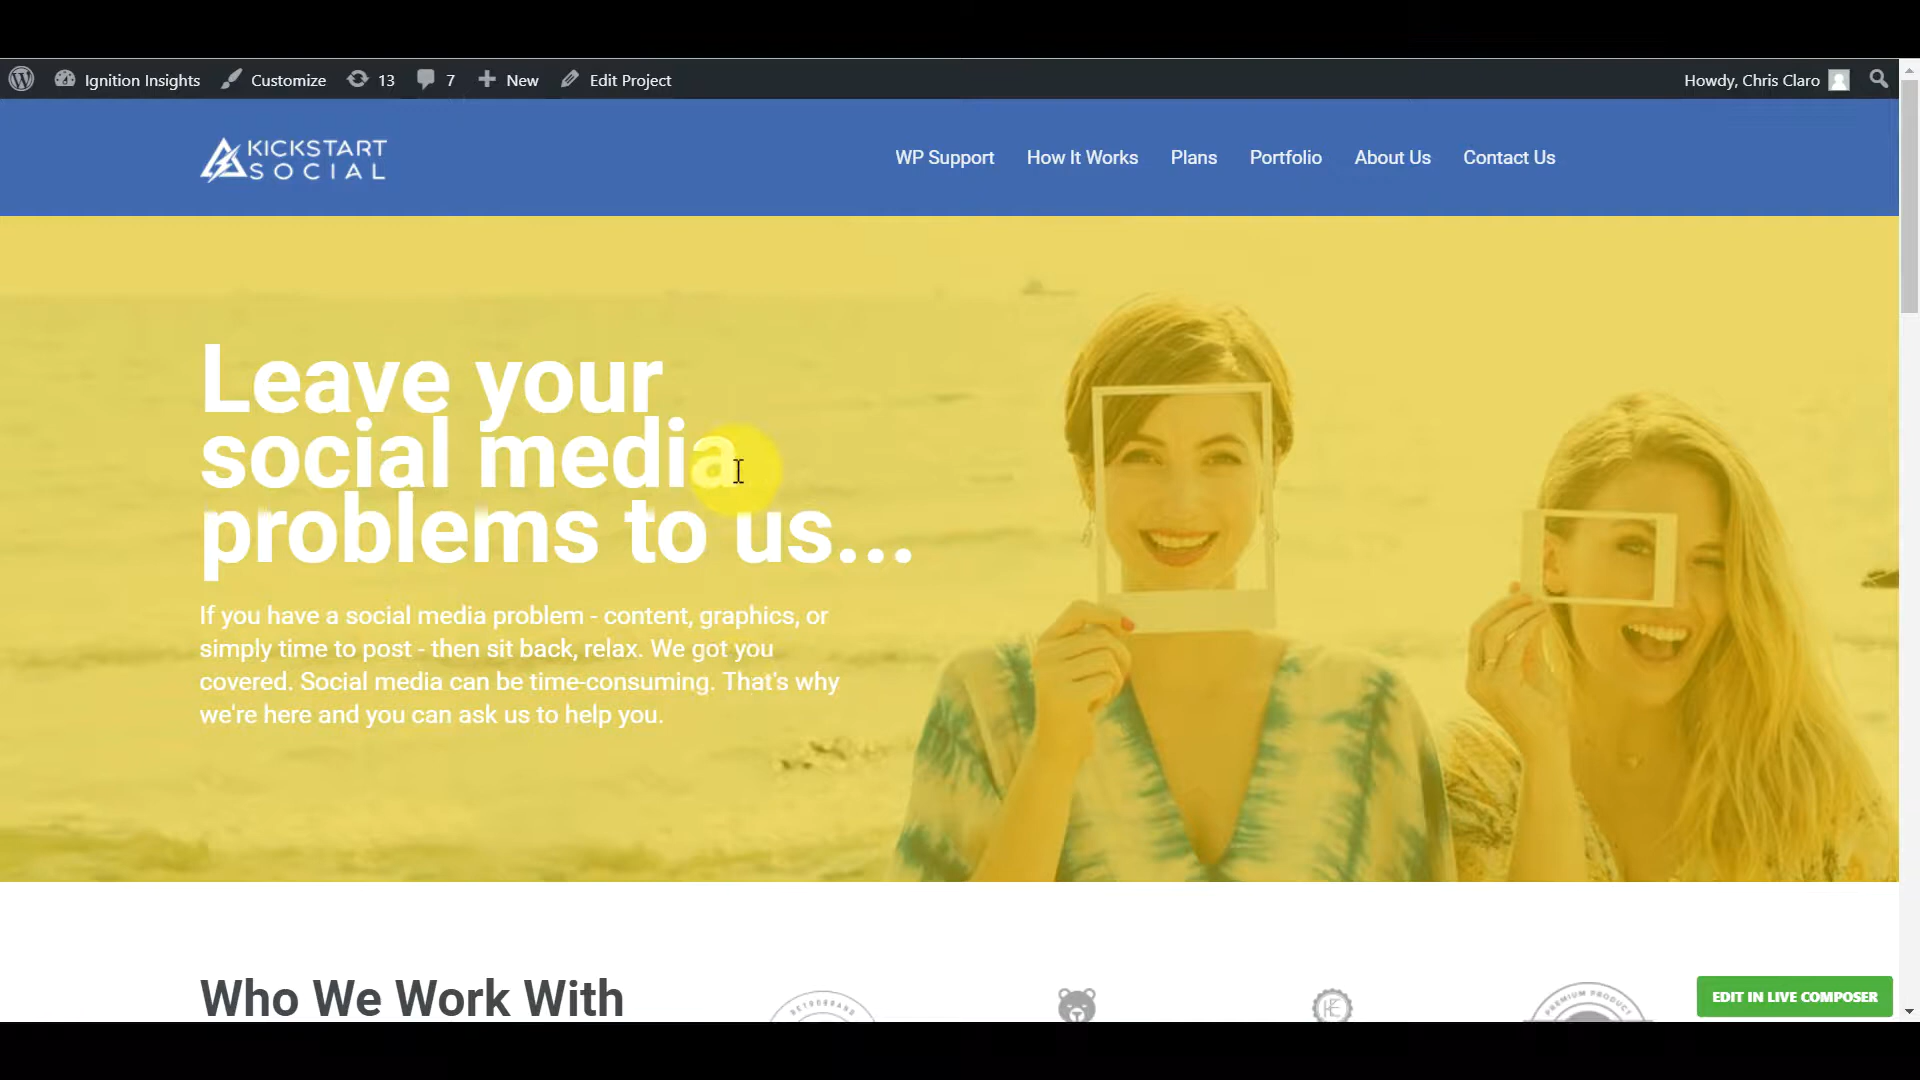 Ignition Insights Customize 13 7 New Edit Project Howdy, Chris Claro
KICKSTART
SOCIAL
WP Support How It Works Plans Portfolio About Us Contact Us
Leave your
social media
problems to us...
If you have a social media problem - content, graphics, or
simply time to post - then sit back, relax. We got you
covered. Social media can be time-consuming. That's why
we're here and you can ask us to help you.
Who We Work With
RETROBRAND
HE
PREMIUM PRODUCT
EDIT IN LIVE COMPOSER